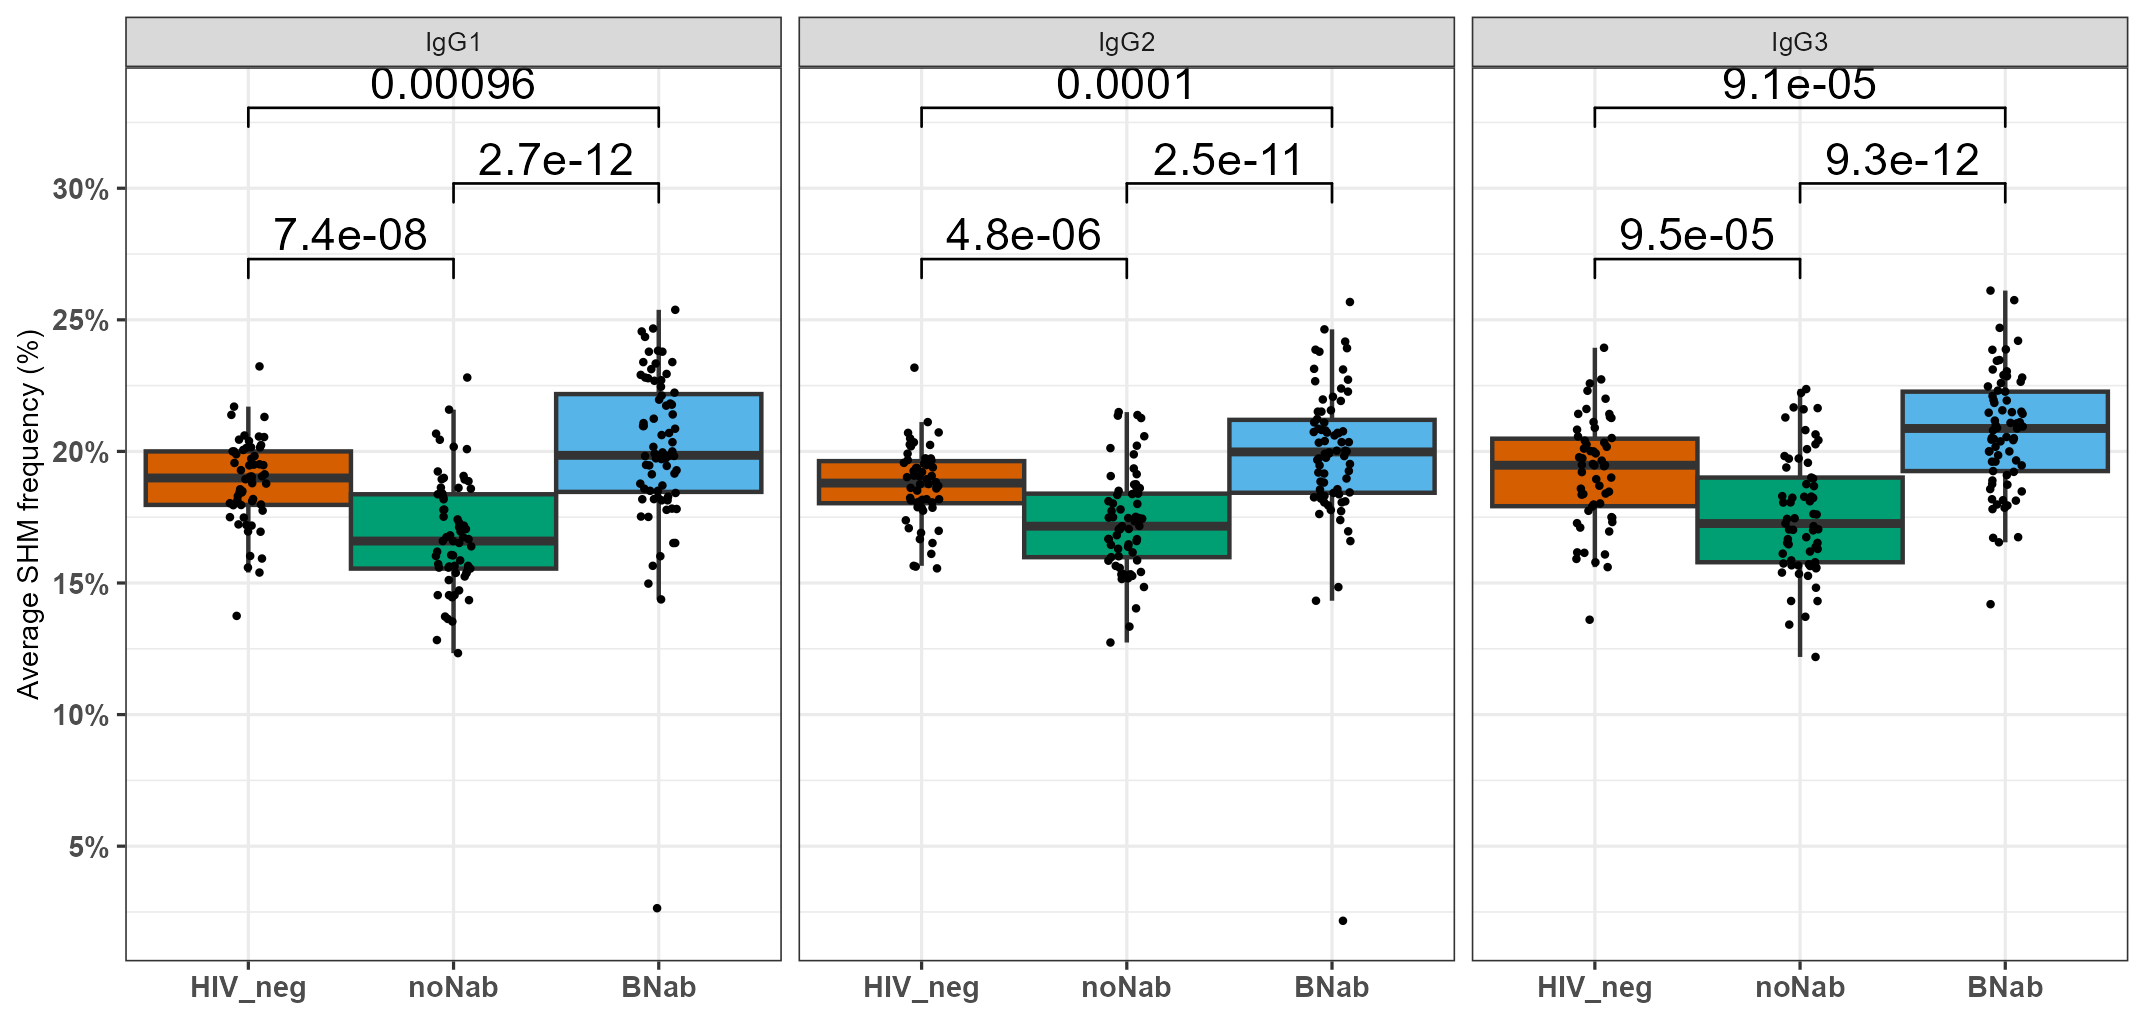 IgG1 IgG2 IgG3
0.00096 0.0001 9.1e-05
2.7e-12 2.5e-11 9.3e-12
7.4e-08 4.8e-06 9.5e-05
Average SHM frequency (%)
30%
25%
20%
15%
10%
5%
HIV_neg noNab BNab HIV_neg noNab BNab HIV_neg noNab BNab